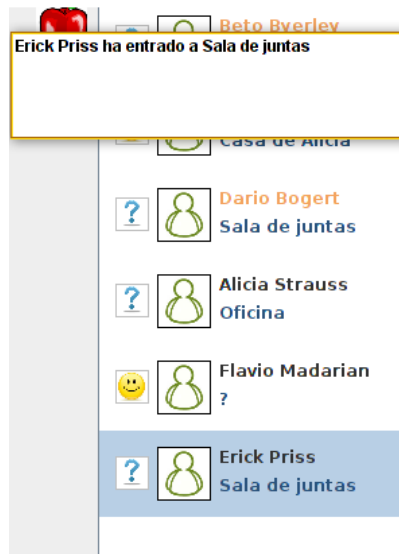 Beto Byerley
Erick Priss ha entrado a Sala de juntas
Casa de Alicia
Dario Bogert
Sala de juntas
?
Alicia Strauss
Oficina
?
Flavio Madarian
?
Erick Priss
Sala de juntas
?